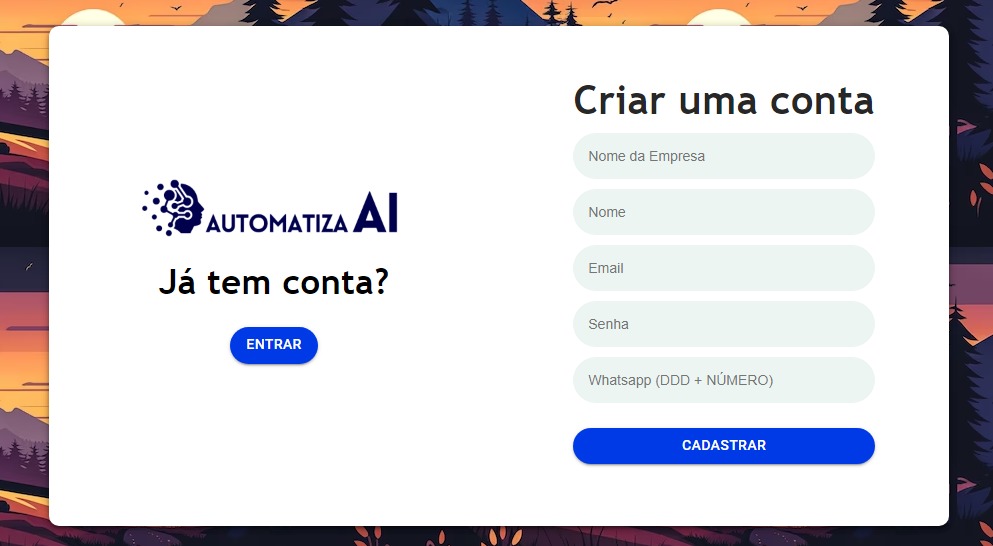 AUTOMATIZA AI
Já tem conta?
ENTRAR
Criar uma conta
Nome da Empresa
Nome
Email
Senha
Whatsapp (DDD + NÚMERO)
CADASTRAR